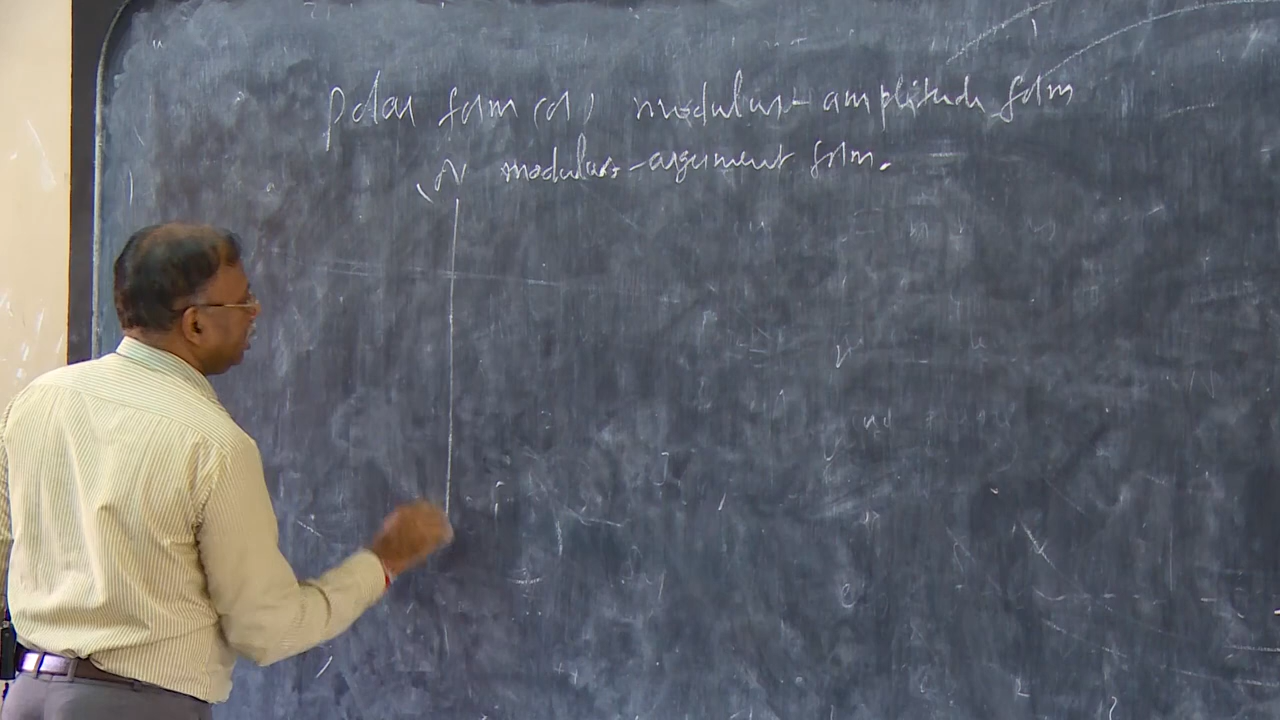 Polar form (or) modulus-amplitude form
(or modulus-argument form.